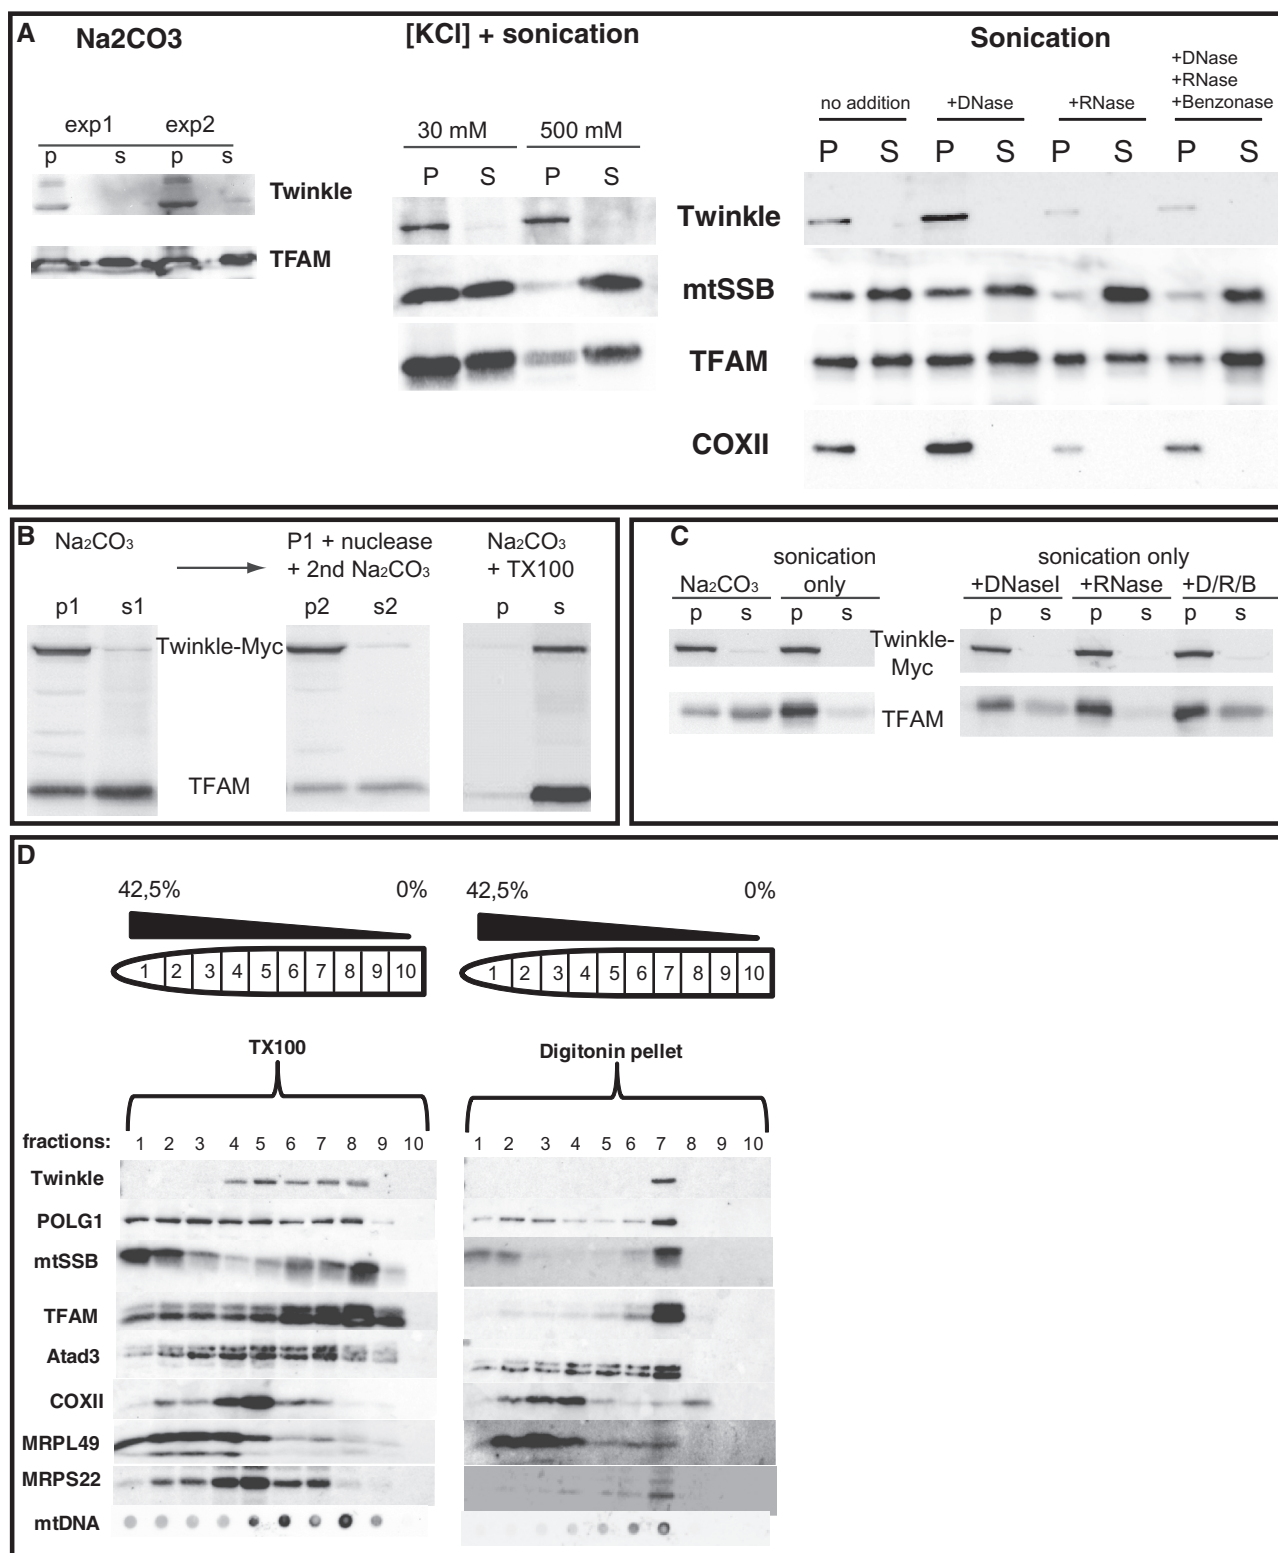 A
Na2CO3
exp1 exp2
p s p s
Twinkle
TFAM
[KCl] + sonication
30 mM 500 mM
P S P S
Sonication
no addition
+DNase
+RNase
+DNase
+RNase
+Benzonase
P S P S P S P S
Twinkle
mtSSB
TFAM
COXII
B
Na2CO3
P1 + nuclease
+ 2nd Na2CO3
Na2CO3
+ TX100
p1 s1 p2 s2 p s
Twinkle-Myc
TFAM
C
Na2CO3
sonication
only
p s p s
sonication only
+DNaseI +RNase +D/R/B
p s p s p s
Twinkle-
Myc
TFAM
D
42,5% 0%
1 2 3 4 5 6 7 8 9 10
42,5% 0%
1 2 3 4 5 6 7 8 9 10
TX100
Digitonin pellet
fractions: 1 2 3 4 5 6 7 8 9 10 1 2 3 4 5 6 7 8 9 10
Twinkle
POLG1
mtSSB
TFAM
Atad3
COXII
MRPL49
MRPS22
mtDNA